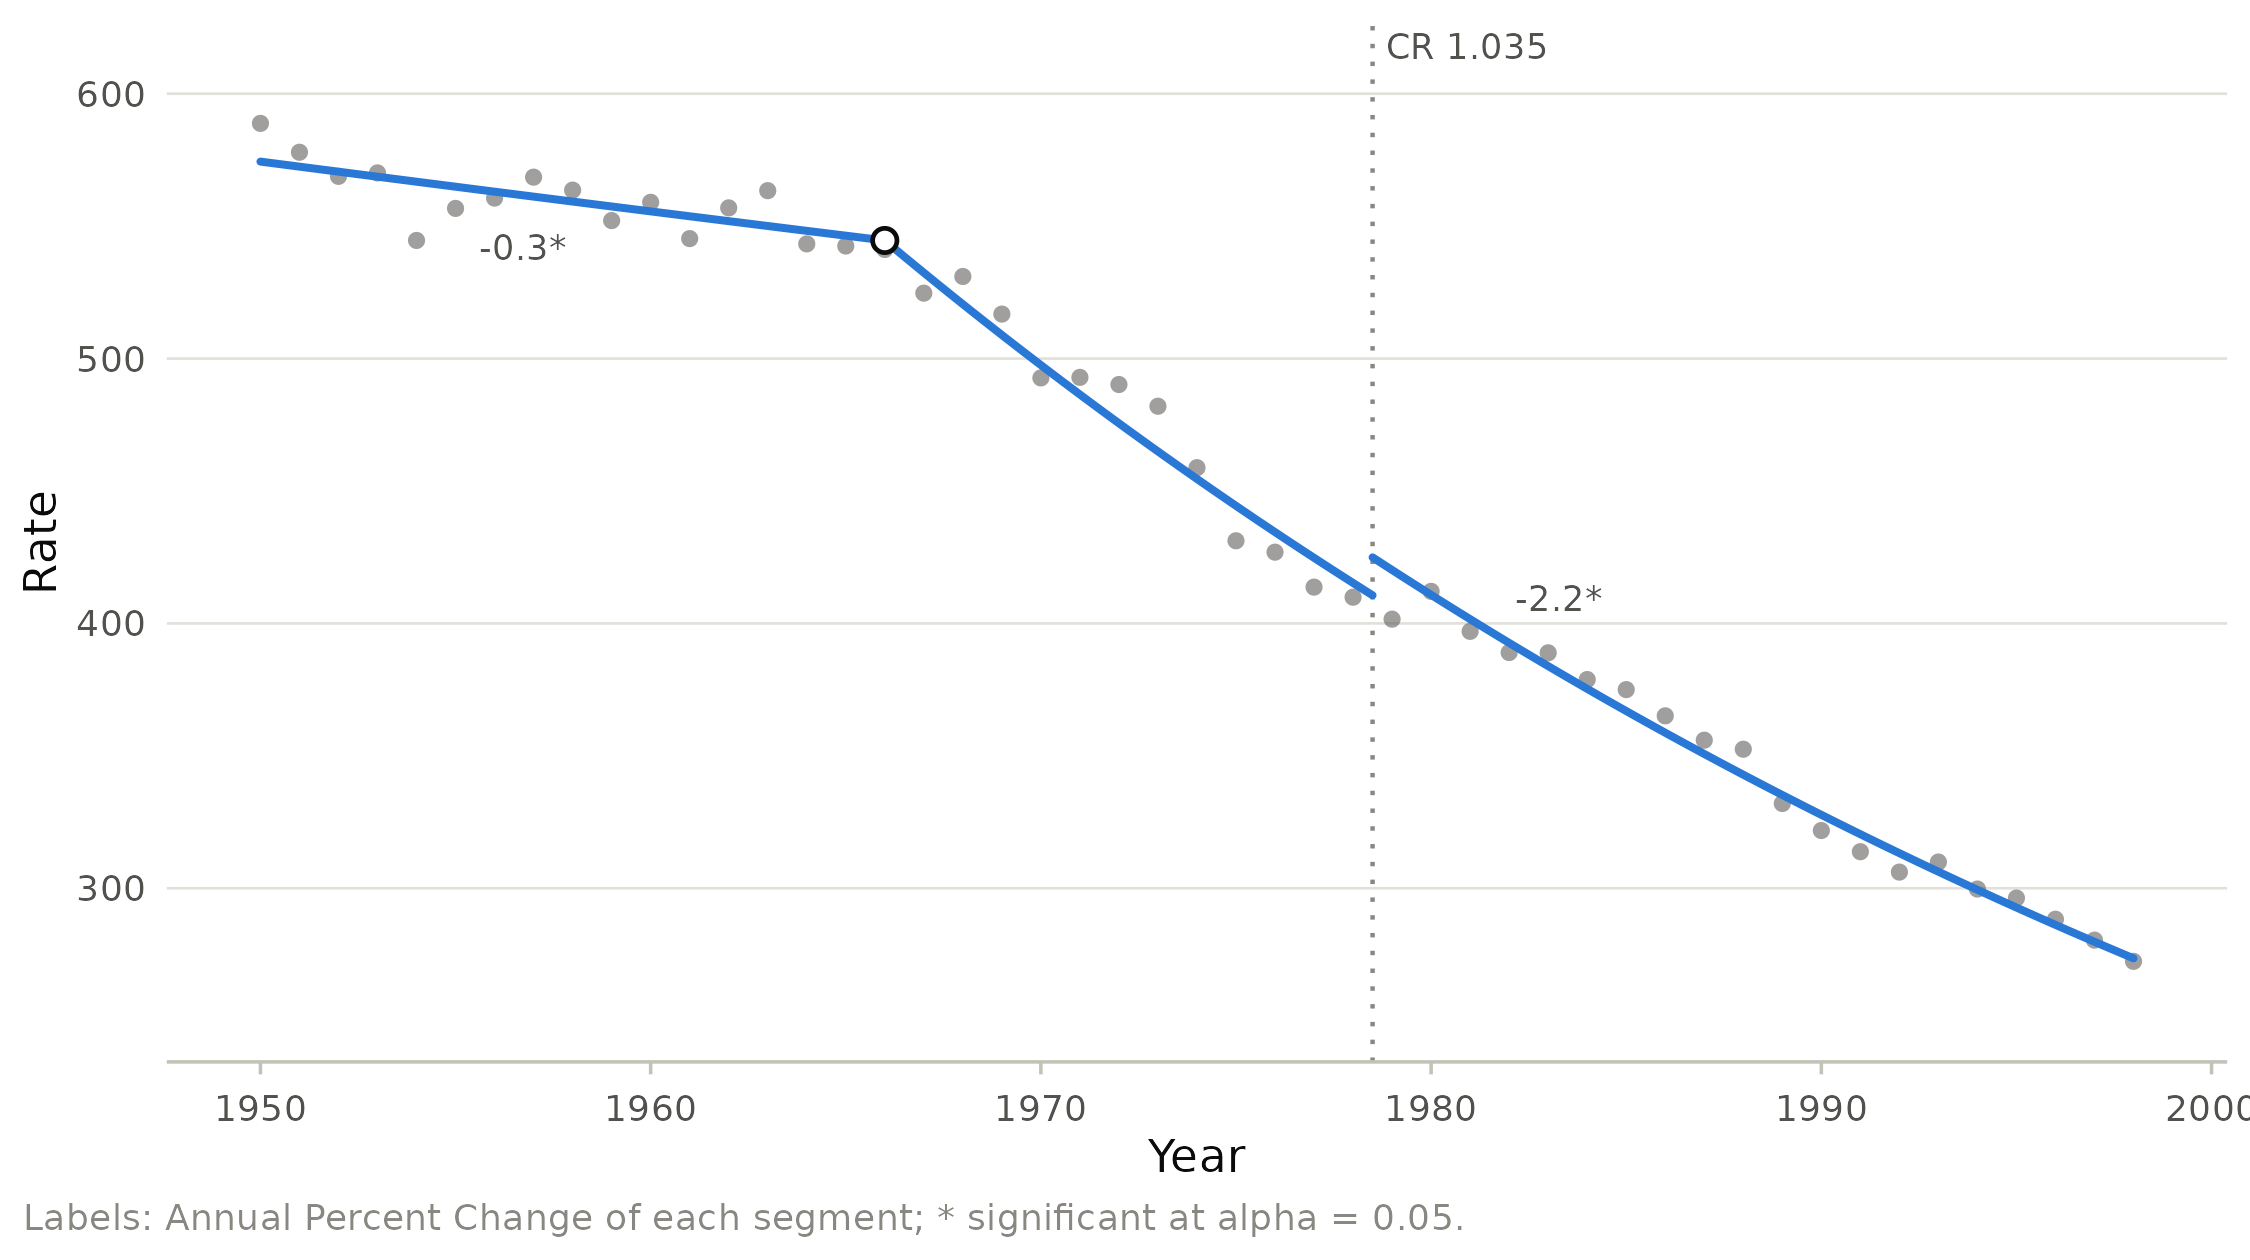 CR 1.035
600
500
400
300
-0.3*
-2.2*
Rate
1950 1960 1970 1980 1990 2000
Year
Labels: Annual Percent Change of each segment; * significant at alpha = 0.05.